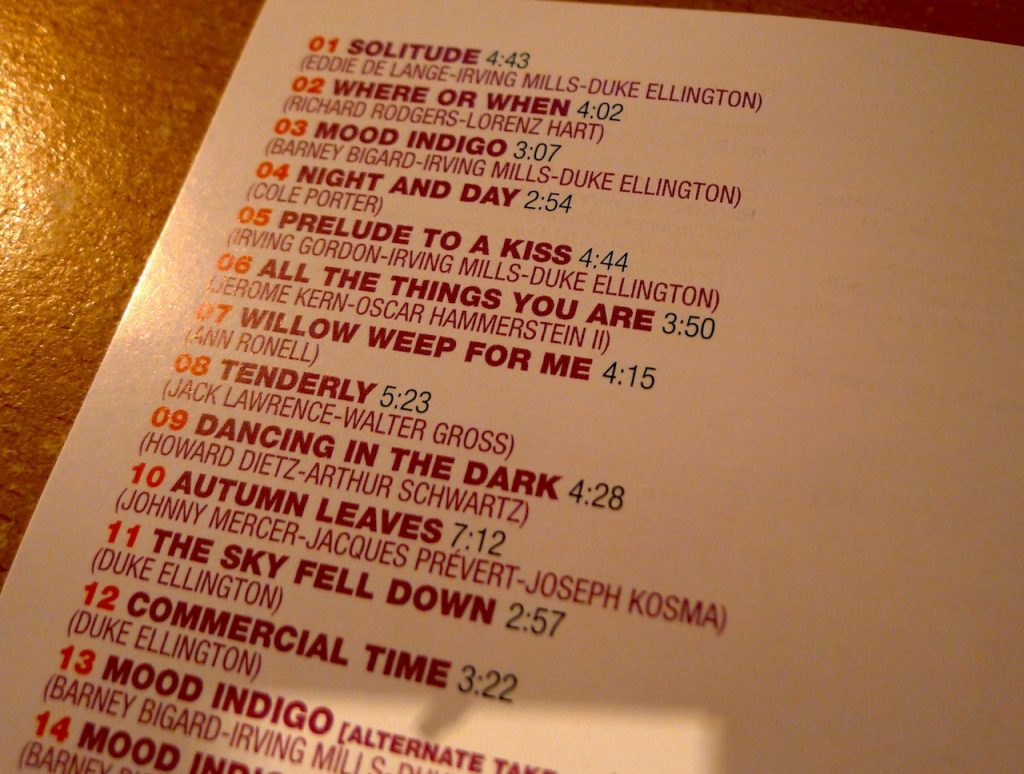 01 SOLITUDE 4:43
(EDDIE DE LANGE-IRVING MILLS-DUKE ELLINGTON)
02 WHERE OR WHEN 4:02
(RICHARD RODGERS-LORENZ HART)
03 MOOD INDIGO 3:07
(BARNEY BIGARD-IRVING MILLS-DUKE ELLINGTON)
04 NIGHT AND DAY 2:54
(COLE PORTER)
05 PRELUDE TO A KISS 4:44
(IRVING GORDON-IRVING MILLS-DUKE ELLINGTON)
06 ALL THE THINGS YOU ARE 3:50
(JEROME KERN-OSCAR HAMMERSTEIN II)
07 WILLOW WEEP FOR ME 4:15
(ANN RONELL)
08 TENDERLY 5:23
(JACK LAWRENCE-WALTER GROSS)
09 DANCING IN THE DARK 4:28
(HOWARD DIETZ-ARTHUR SCHWARTZ)
10 AUTUMN LEAVES 7:12
(JOHNNY MERCER-JACQUES PRÉVERT-JOSEPH KOSMA)
11 THE SKY FELL DOWN 2:57
(DUKE ELLINGTON)
12 COMMERCIAL TIME 3:22
(DUKE ELLINGTON)
13 MOOD INDIGO [ALTERNATE TAKE
(BARNEY BIGARD-IRVING MILLS-DUK
14 MOOD INDIG
(BARNEY B